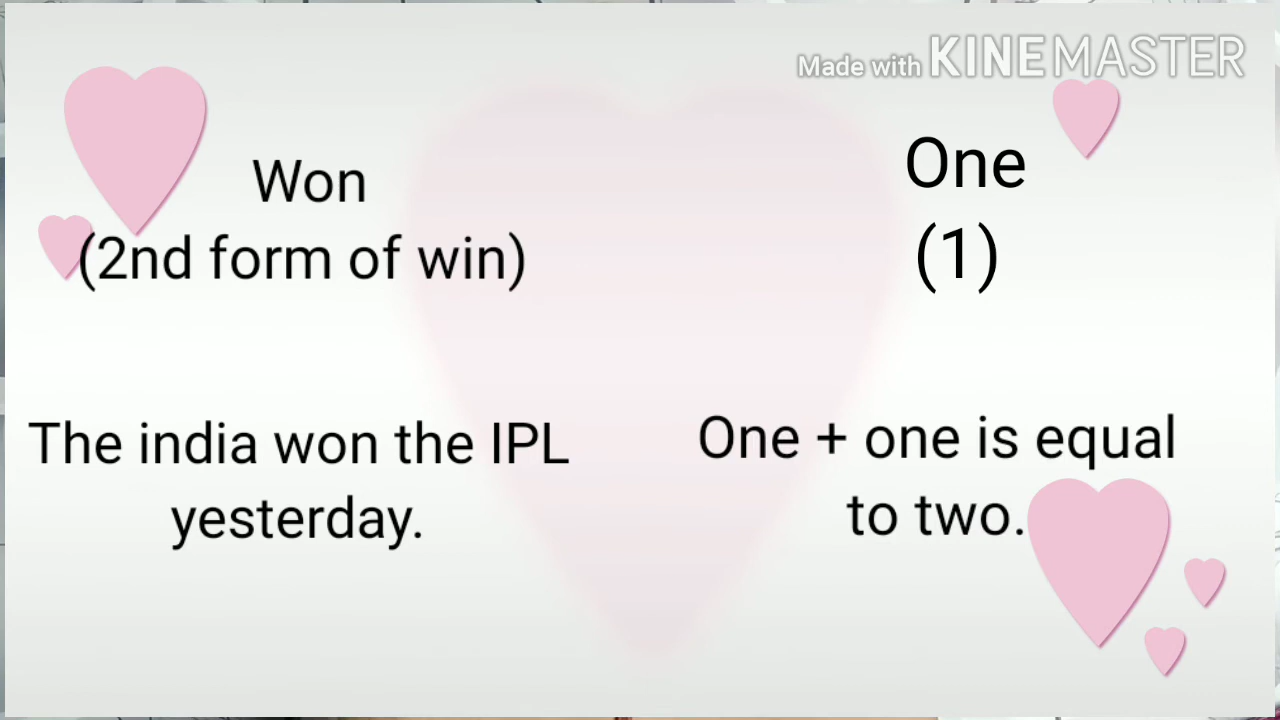 Made with KINEMASTER
Won
(2nd form of win)
The india won the IPL
yesterday.
One
(1)
One + one is equal
to two.